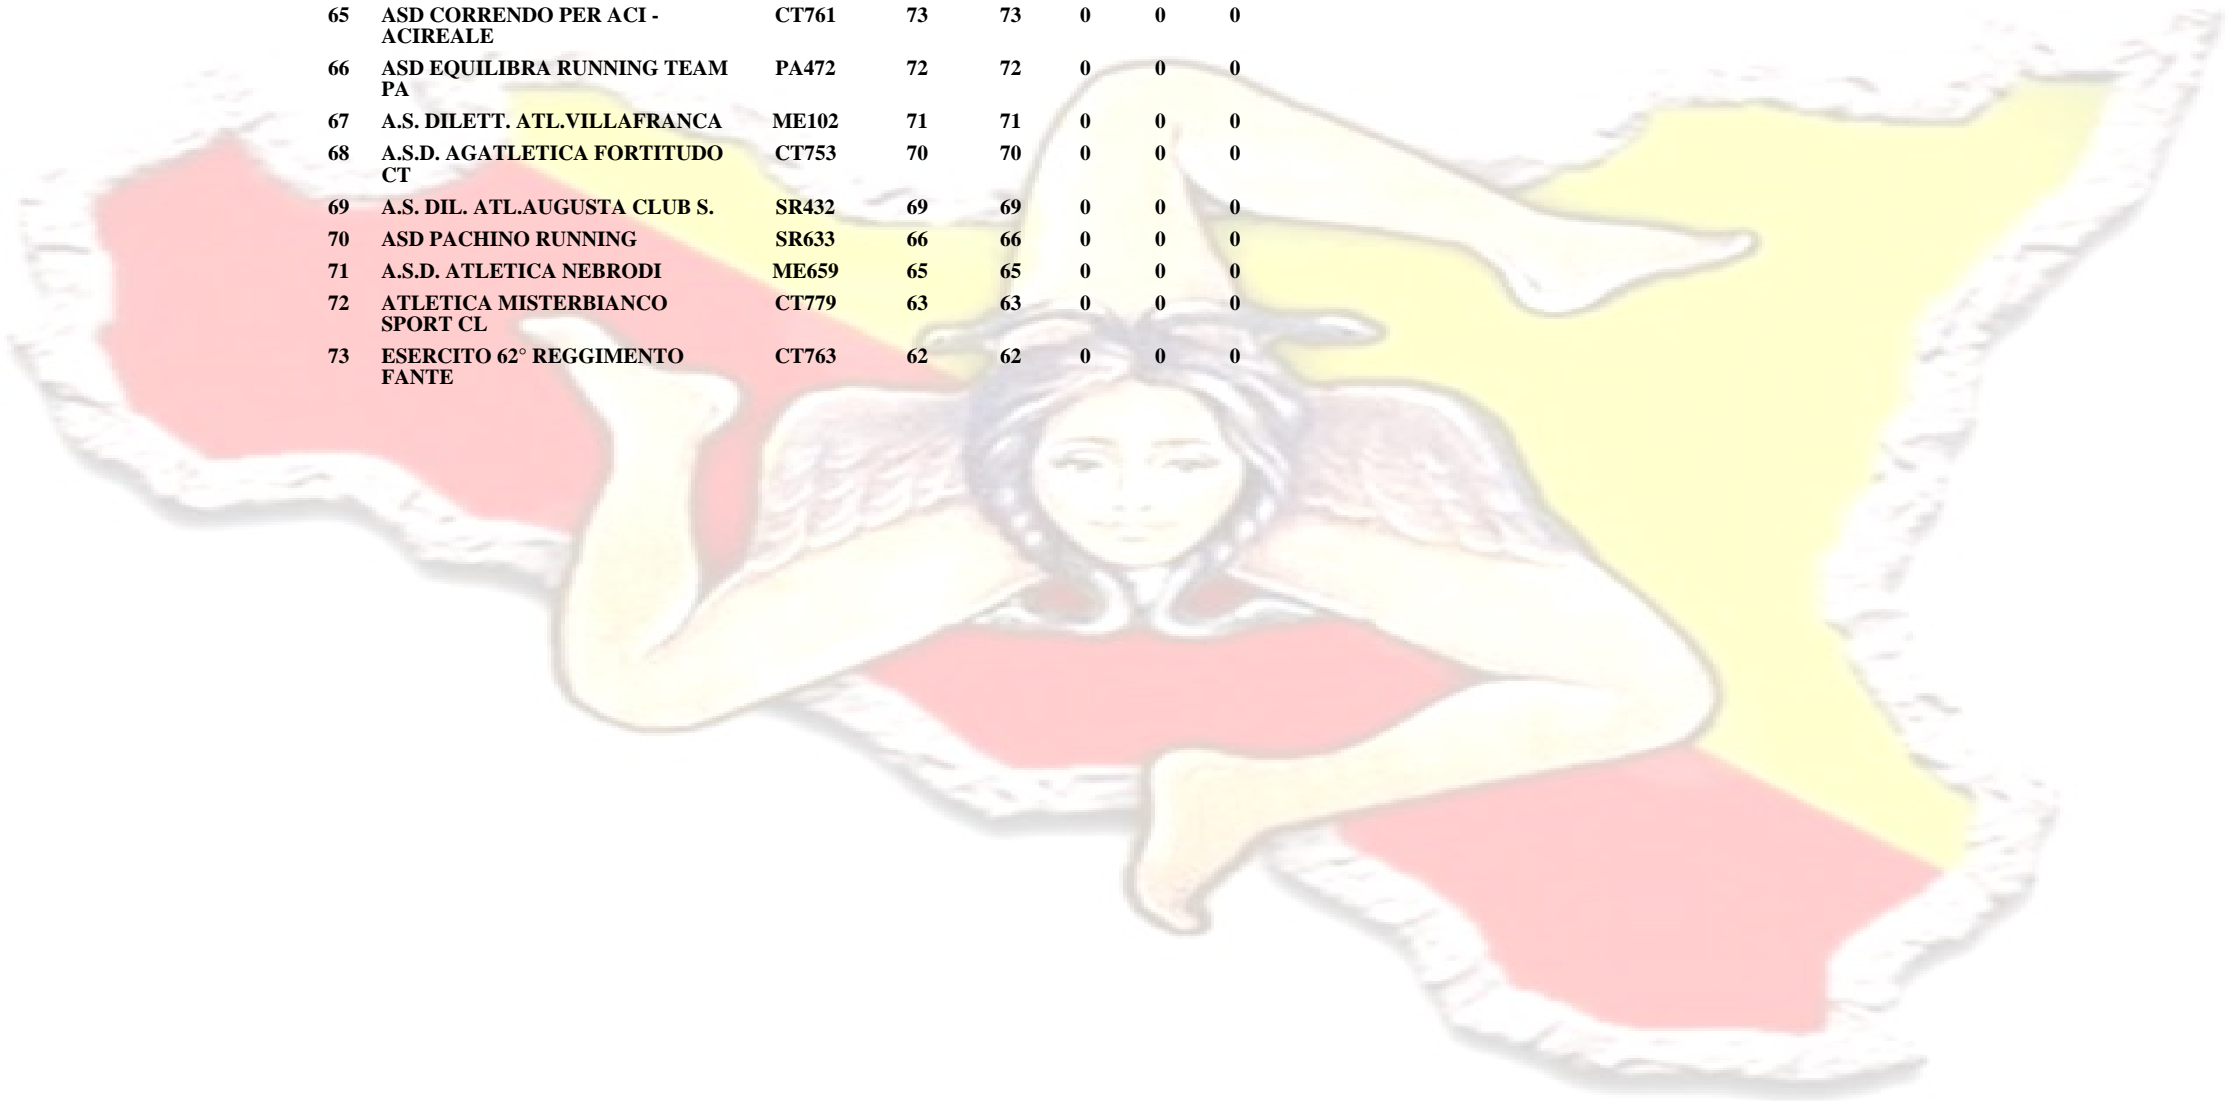 65 ASD CORRENDO PER ACI - CT761 73 73 0 0 0
ACIREALE
66 ASD EQUILIBRA RUNNING TEAM PA472 72 72 0 0 0
PA
67 A.S. DILETT. ATL.VILLAFRANCA ME102 71 71 0 0 0
68 A.S.D. AGATLETICA FORTITUDO CT753 70 70 0 0 0
CT
69 A.S. DIL. ATL.AUGUSTA CLUB S. SR432 69 69 0 0 0
70 ASD PACHINO RUNNING SR633 66 66 0 0 0
71 A.S.D. ATLETICA NEBRODI ME659 65 65 0 0 0
72 ATLETICA MISTERBIANCO CT779 63 63 0 0 0
SPORT CL
73 ESERCITO 62° REGGIMENTO CT763 62 62 0 0 0
FANTE